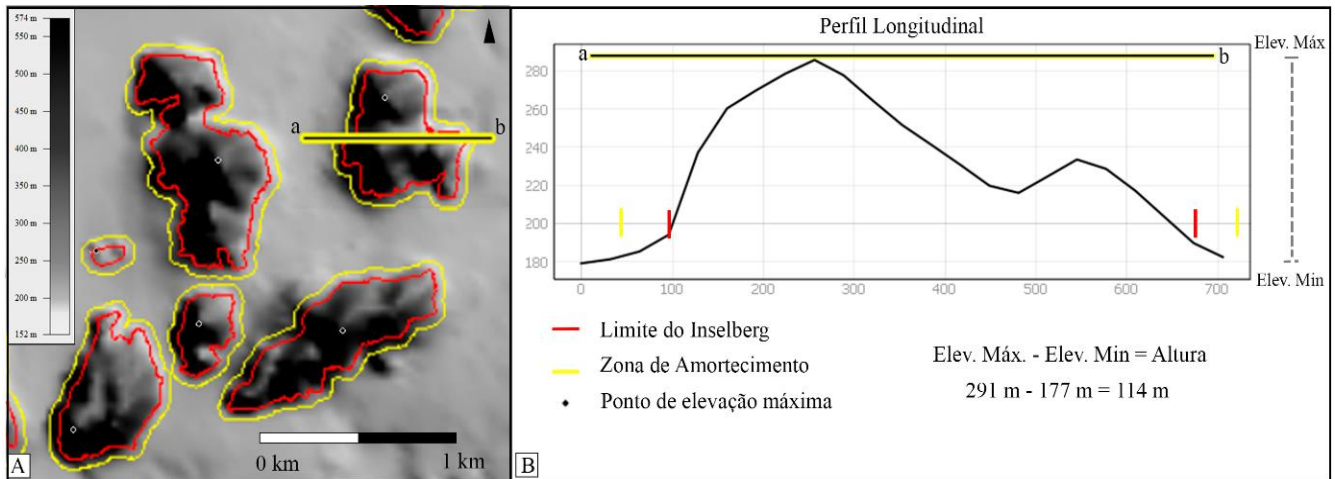 574 m
550 m
500 m
450 m
400 m
350 m
300 m
250 m
200 m
152 m
a
b
0 km
1 km
A
Perfil Longitudinal
Elev. Máx
a
b
280
260
240
220
200
180
0
100
200
300
400
500
600
700
Elev. Min
Limite do Inselberg
Zona de Amortecimento
Ponto de elevação máxima
Elev. Máx. - Elev. Min = Altura
291 m - 177 m = 114 m
B